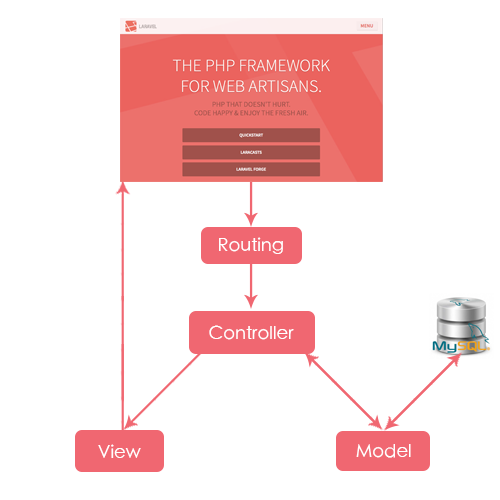 LARAVEL
MENU
THE PHP FRAMEWORK
FOR WEB ARTISANS.
PHP THAT DOESN'T HURT.
CODE HAPPY & ENJOY THE FRESH AIR.
QUICKSTART
LARACASTS
LARAVEL FORGE
Routing
Controller
MySQL
View
Model